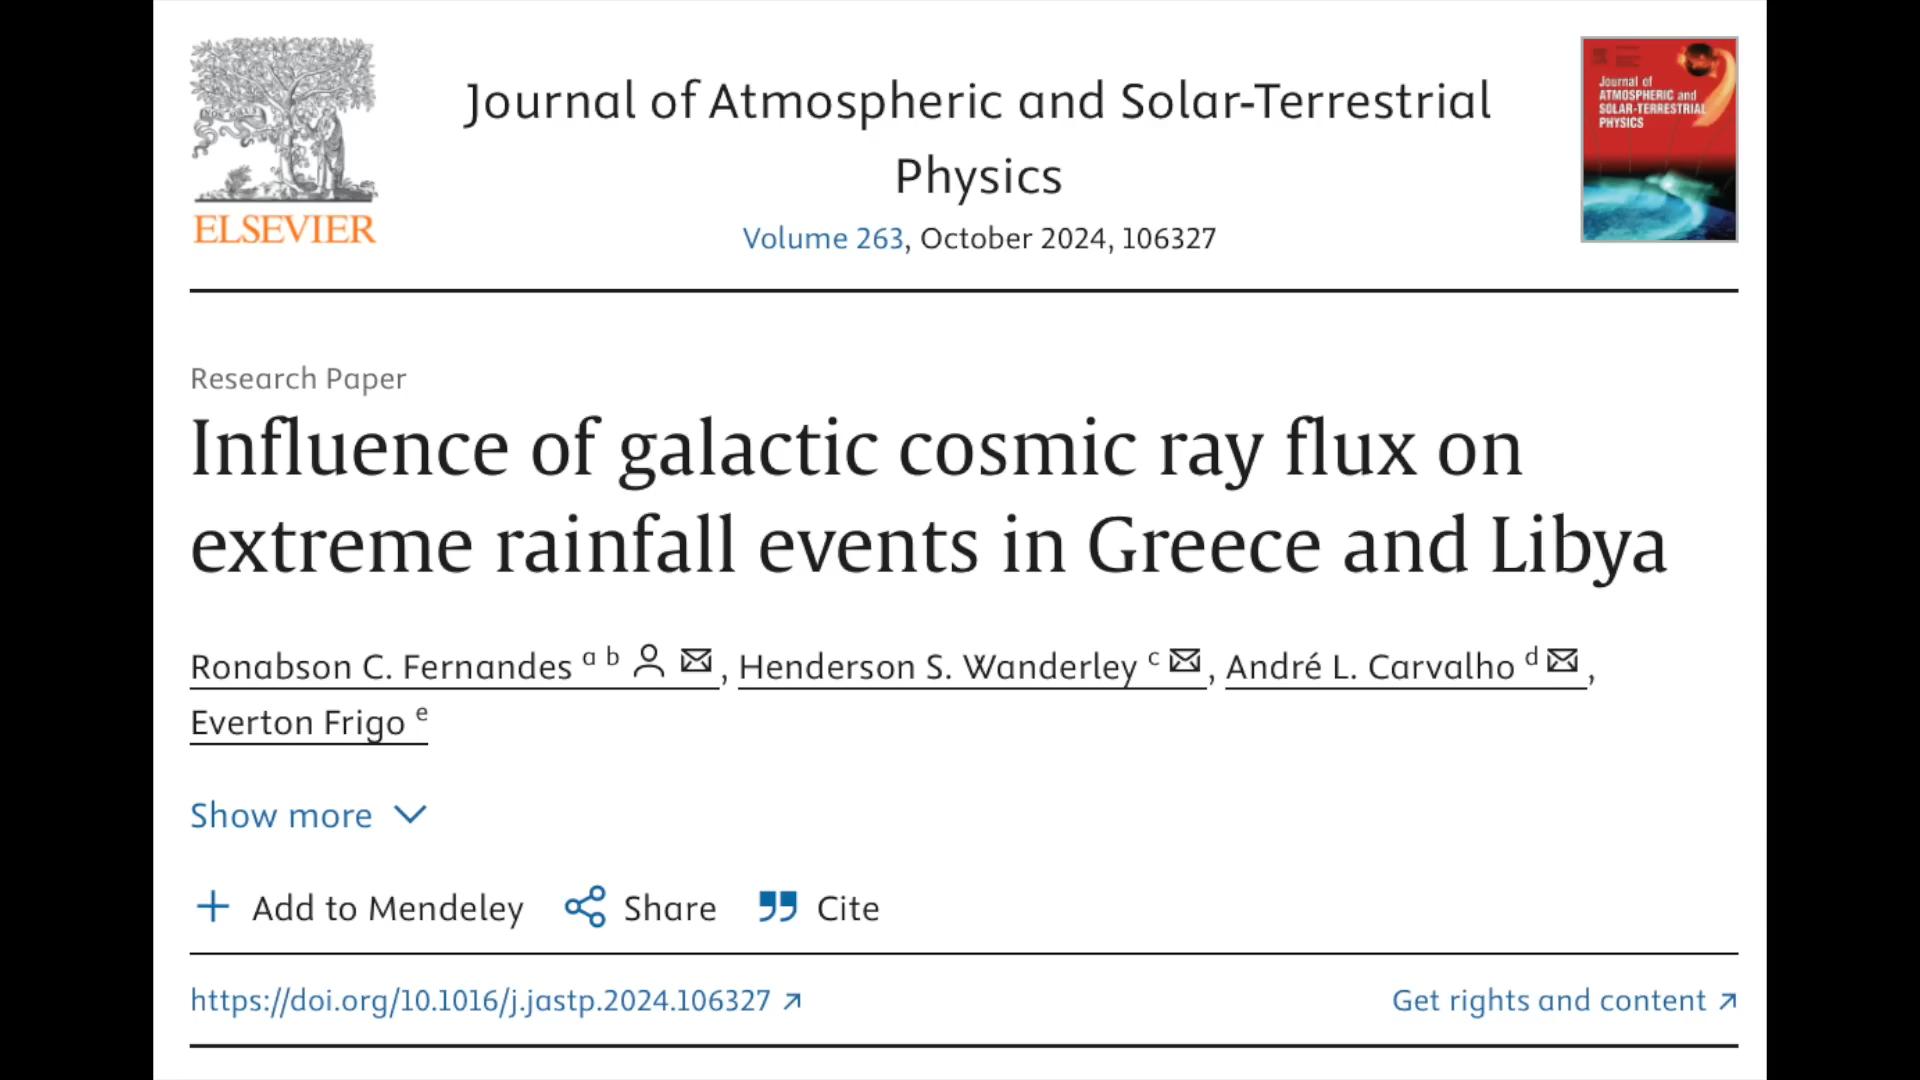 ELSEVIER
Journal of Atmospheric and Solar-Terrestrial
Physics
Volume 263, October 2024, 106327
Journal of
ATMOSPHERIC and
SOLAR-TERRESTRIAL
PHYSICS
Research Paper
Influence of galactic cosmic ray flux on
extreme rainfall events in Greece and Libya
Ronabson C. Fernandes a b, Henderson S. Wanderley c, André L. Carvalho d,
Everton Frigo e
Show more
Add to Mendeley Share Cite
https://doi.org/10.1016/j.jastp.2024.106327 Get rights and content